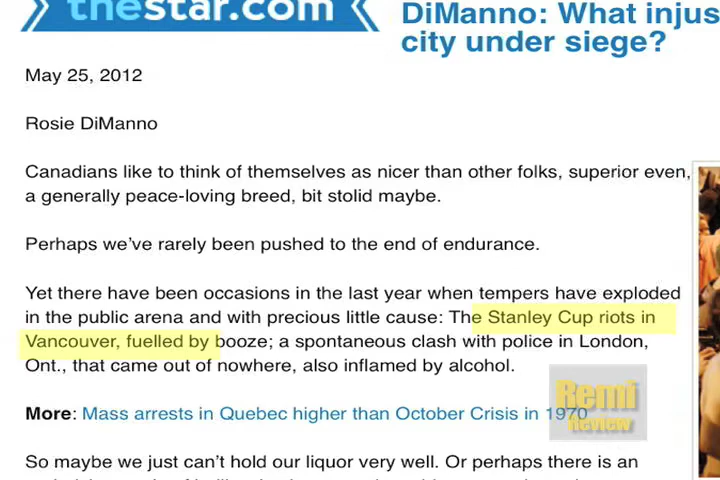 thestar.com
DiManno: What injus
city under siege?
May 25, 2012
Rosie DiManno
Canadians like to think of themselves as nicer than other folks, superior even,
a generally peace-loving breed, bit stolid maybe.
Perhaps we've rarely been pushed to the end of endurance.
Yet there have been occasions in the last year when tempers have exploded
in the public arena and with precious little cause: The Stanley Cup riots in
Vancouver, fuelled by booze; a spontaneous clash with police in London,
Ont., that came out of nowhere, also inflamed by alcohol.
More: Mass arrests in Quebec higher than October Crisis in 1970
Remi
Review
So maybe we just can't hold our liquor very well. Or perhaps there is an